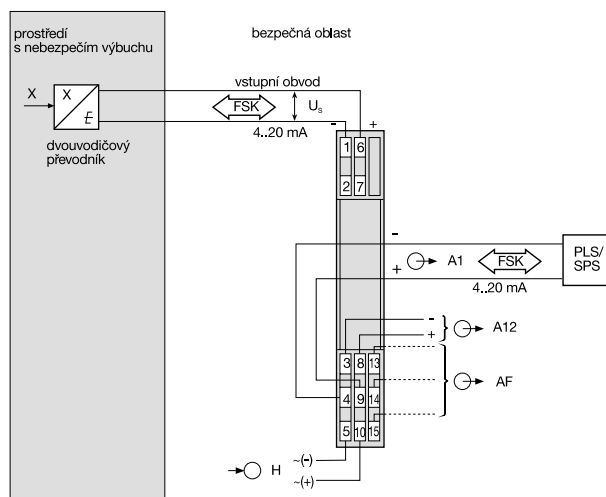 prostředí
s nebezpečím výbuchu
bezpečná oblast
vstupní obvod
X
X
E
FSK
U_s
- +
4..20 mA
dvouvodičový
převodník
1 6
2 7
-
+
A1
FSK
4..20 mA
PLS/
SPS
-
+
A12
3 8 13
AF
4 9 14
5 10 15
H
~(-)
~(+)